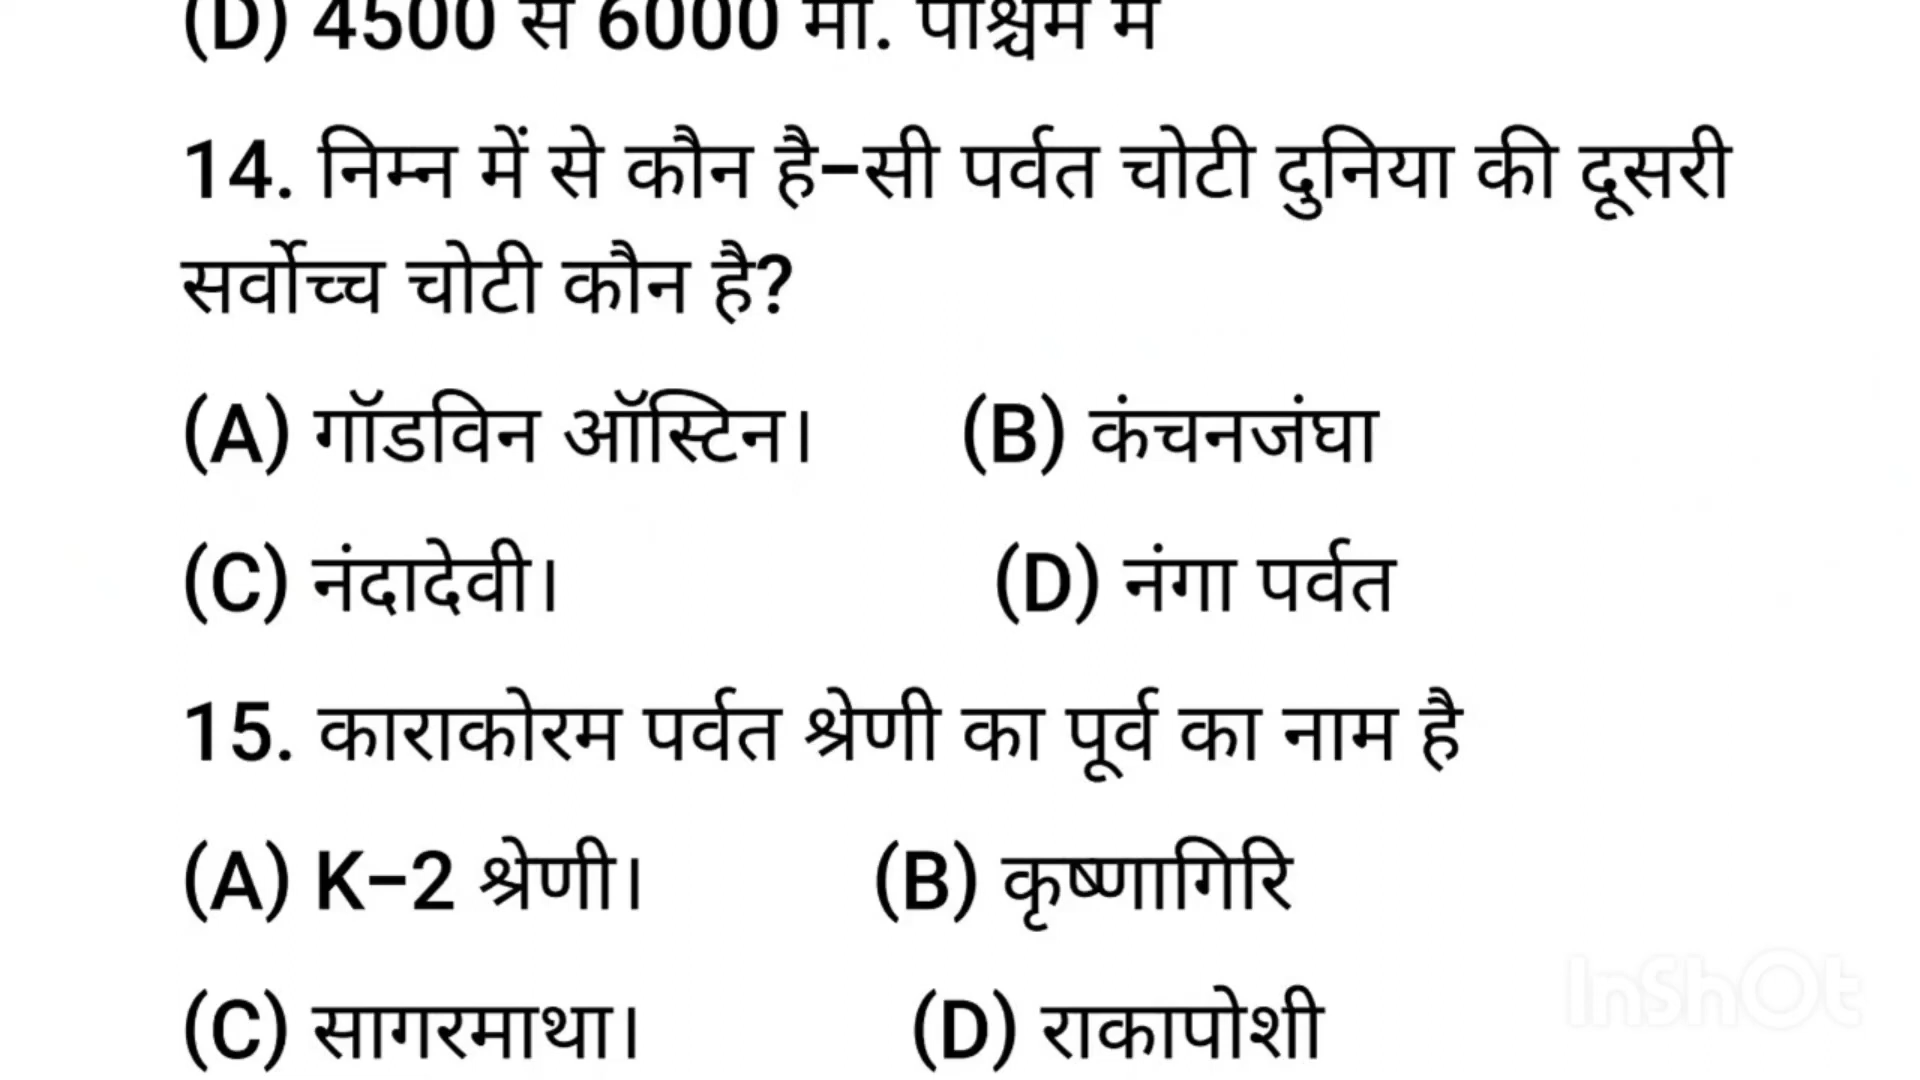 (D) 4500 से 6000 मी. पश्चिम में
14. निम्न में से कौन है-सी पर्वत चोटी दुनिया की दूसरी
सर्वोच्च चोटी कौन है?
(A) गॉडविन ऑस्टिन। (B) कंचनजंघा
(C) नंदादेवी। (D) नंगा पर्वत
15. काराकोरम पर्वत श्रेणी का पूर्व का नाम है
(A) K-2 श्रेणी। (B) कृष्णागिरि
(C) सागरमाथा। (D) राकापोशी
InShOt